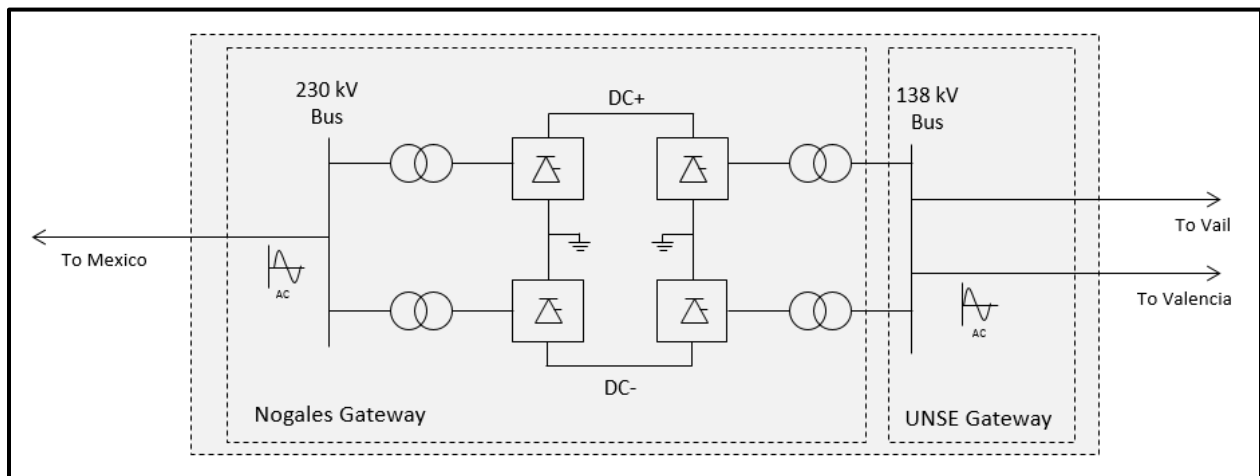 230 kV
Bus
DC+
138 kV
Bus
To Vail
To Mexico
AC
To Valencia
AC
DC-
Nogales Gateway
UNSE Gateway